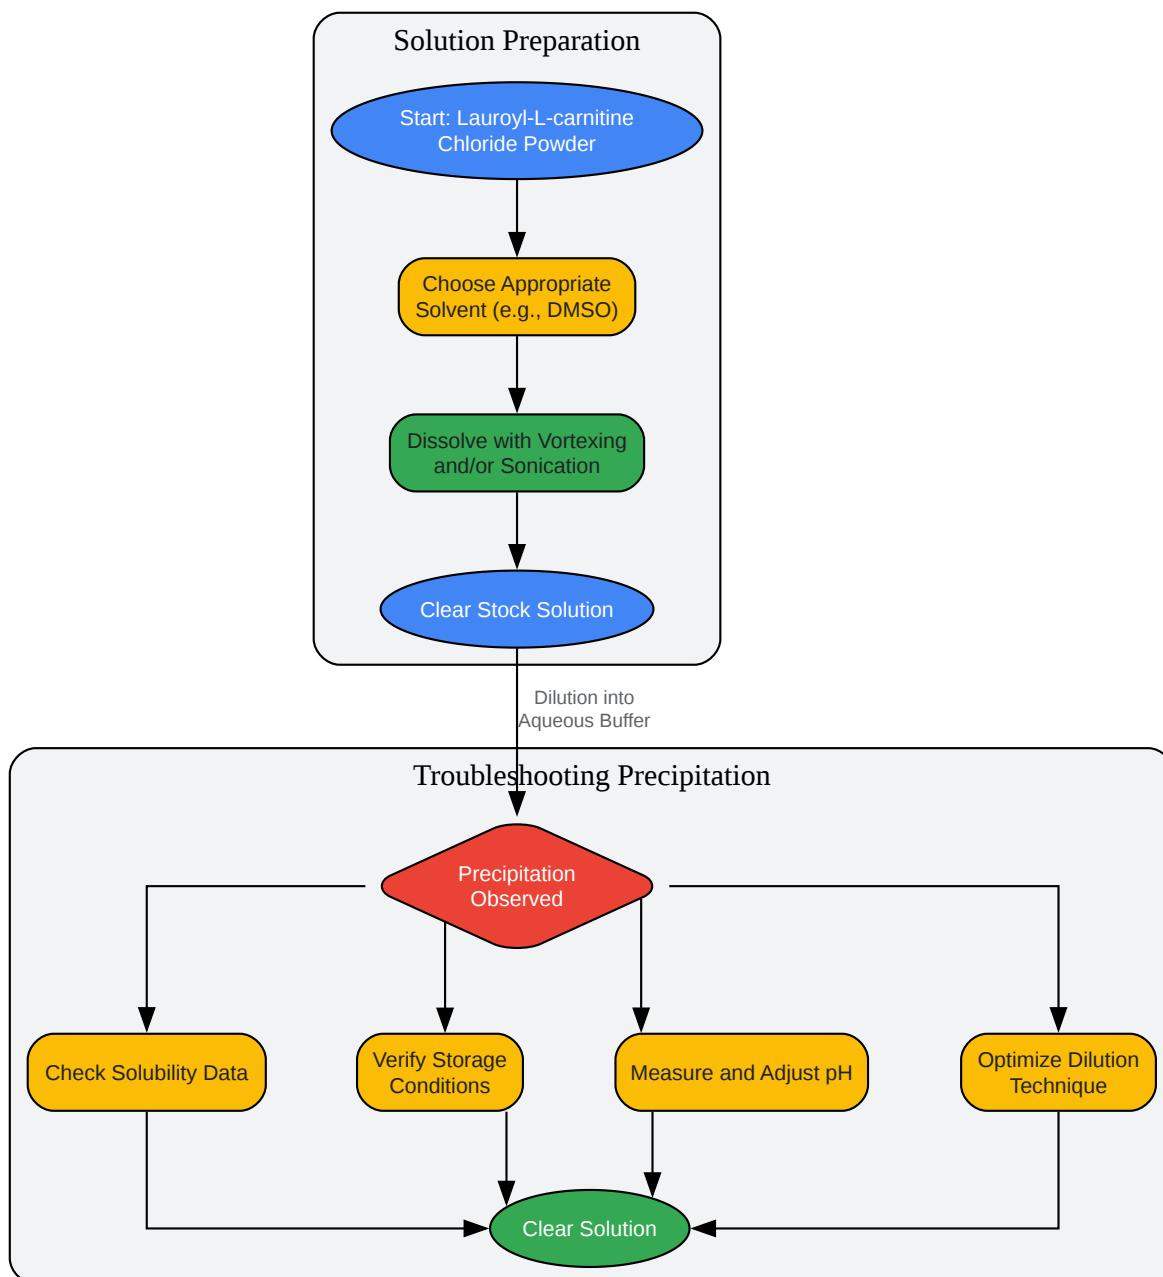 Solution Preparation
Start: Lauroyl-L-carnitine
Chloride Powder
Choose Appropriate
Solvent (e.g., DMSO)
Dissolve with Vortexing
and/or Sonication
Clear Stock Solution
Dilution into
Aqueous Buffer
Troubleshooting Precipitation
Precipitation
Observed
Check Solubility Data
Verify Storage
Conditions
Measure and Adjust pH
Optimize Dilution
Technique
Clear Solution